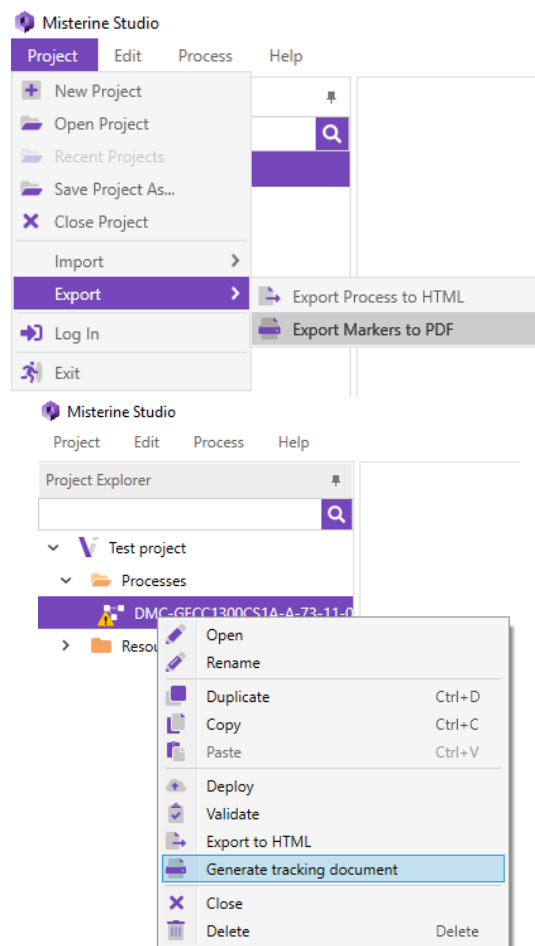 Misterine Studio
Project Edit Process Help
New Project
Open Project
Recent Projects
Save Project As...
Close Project
Import
Export
Export Process to HTML
Export Markers to PDF
Log In
Exit
Misterine Studio
Project Edit Process Help
Project Explorer
Test project
Processes
DMC-GECC1300CS1A-A-73-11-0
Resou
Open
Rename
Duplicate Ctrl+D
Copy Ctrl+C
Paste Ctrl+V
Deploy
Validate
Export to HTML
Generate tracking document
Close
Delete Delete